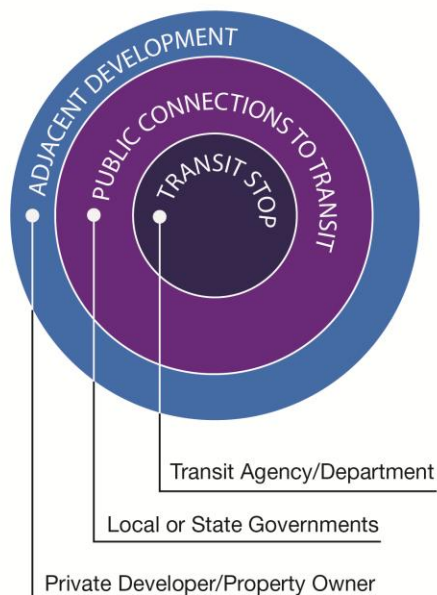 ADJACENT DEVELOPMENT
PUBLIC CONNECTIONS TO TRANSIT
TRANSIT STOP
Transit Agency/Department
Local or State Governments
Private Developer/Property Owner